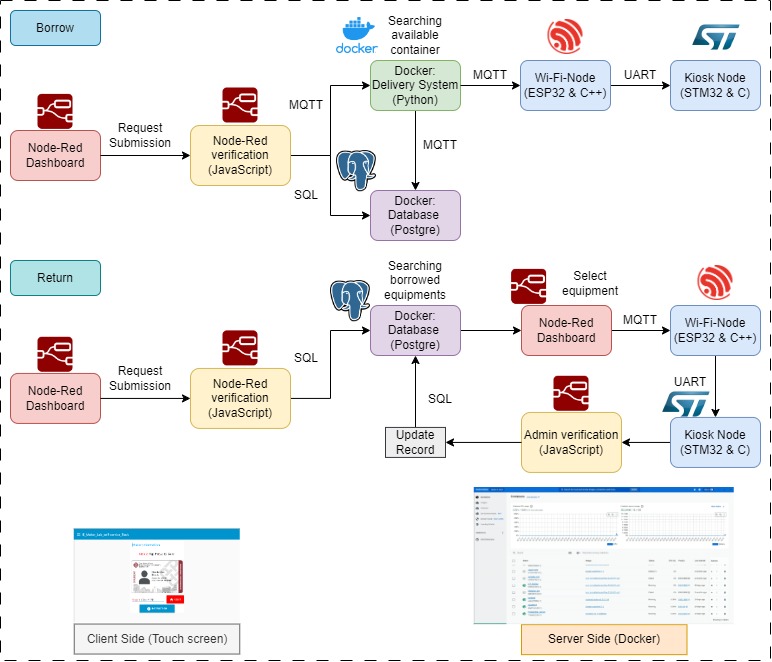 Borrow
docker
Searching
available
container
Node-Red
Dashboard
Request
Submission
Node-Red
verification
(JavaScript)
MQTT
SQL
Docker:
Delivery System
(Python)
MQTT
MQTT
Docker:
Database
(Postgre)
Wi-Fi-Node
(ESP32 & C++)
UART
Kiosk Node
(STM32 & C)
Return
Node-Red
Dashboard
Request
Submission
Node-Red
verification
(JavaScript)
SQL
Searching
borrowed
equipments
Docker:
Database
(Postgre)
Select
equipment
Node-Red
Dashboard
MQTT
Wi-Fi-Node
(ESP32 & C++)
UART
Kiosk Node
(STM32 & C)
Admin verification
(JavaScript)
Update
Record
SQL
Client Side (Touch screen)
Server Side (Docker)